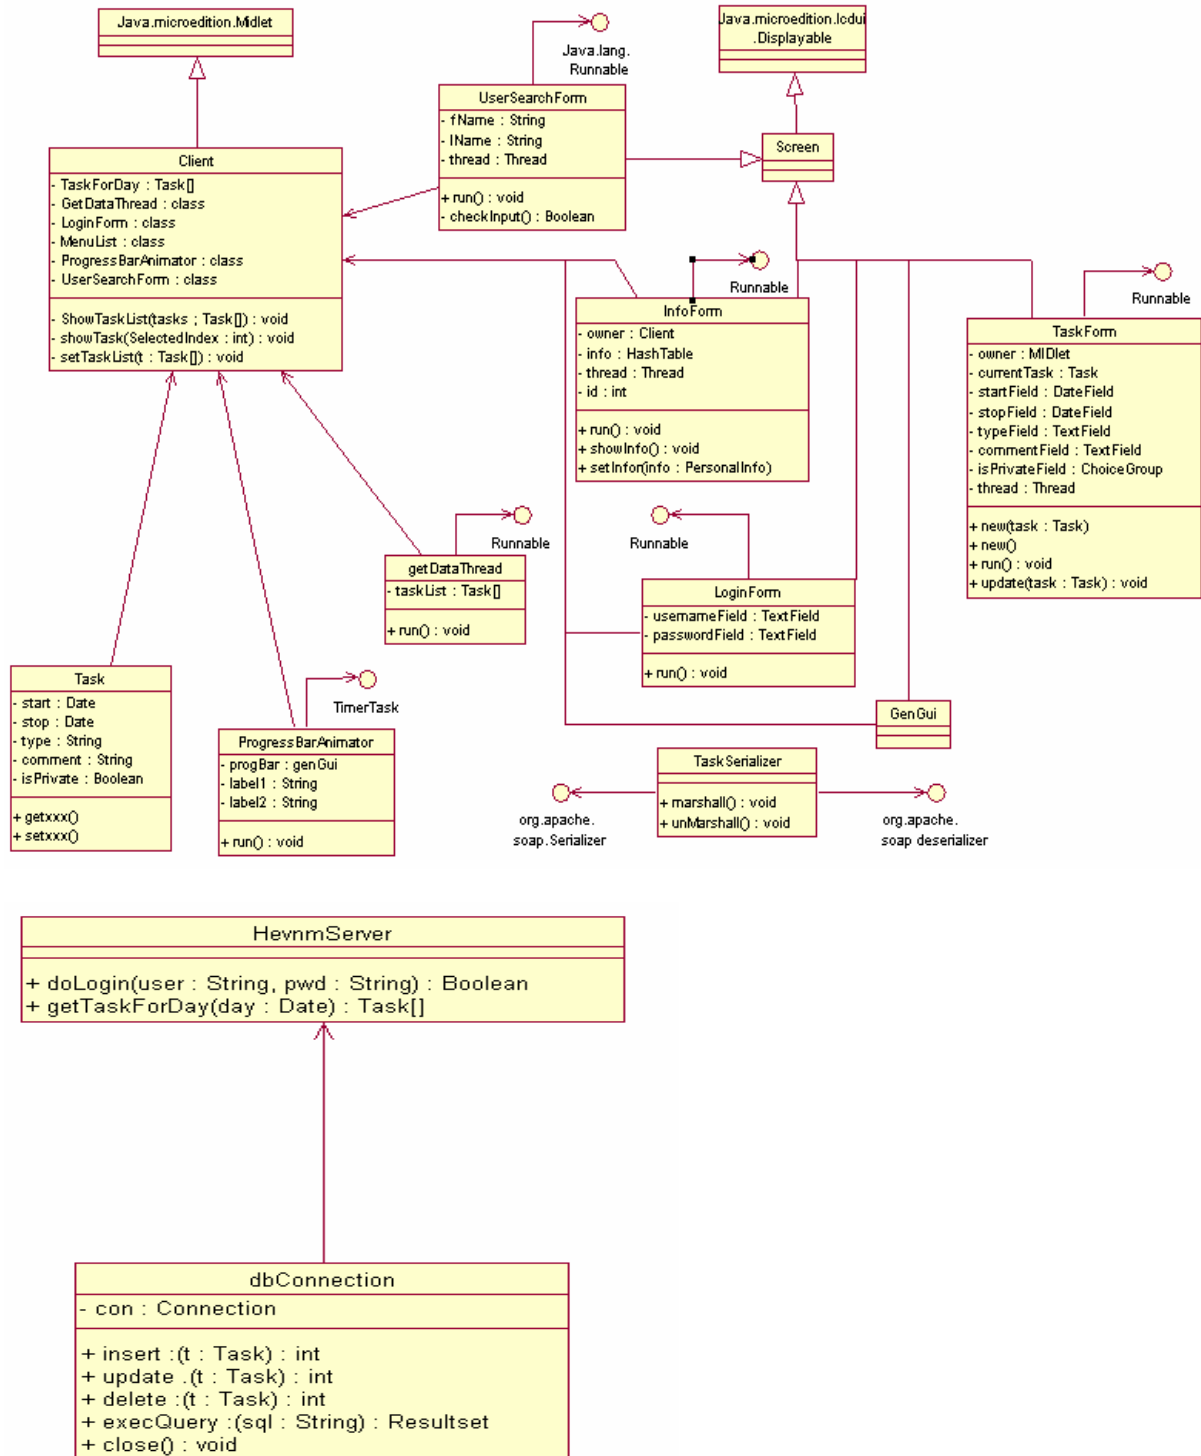 Java.microedition.Midlet
Java.microedition.lcdui
.Displayable
Java.lang.
Runnable
UserSearchForm
- fName : String
- lName : String
- thread : Thread
+ run() : void
- checkInput() : Boolean
Screen
Client
- TaskForDay : Task[]
- GetDataThread : class
- LoginForm : class
- MenuList : class
- ProgressBarAnimator : class
- UserSearchForm : class
- ShowTaskList(tasks ; Task[]) : void
- showTask(SelectedIndex : int) : void
- setTaskList(t : Task[]) : void
Runnable
InfoForm
- owner : Client
- info : HashTable
- thread : Thread
- id : int
+ run() : void
+ showInfo() : void
+ setInfor(info : PersonalInfo)
Runnable
TaskForm
- owner : MIDlet
- currentTask : Task
- startField : DateField
- stopField : DateField
- typeField : TextField
- commentField : TextField
- isPrivateField : ChoiceGroup
- thread : Thread
+ new(task : Task)
+ new()
+ run() : void
+ update(task : Task) : void
Runnable
getDataThread
- taskList : Task[]
+ run() : void
Runnable
LoginForm
- usernameField : TextField
- passwordField : TextField
+ run() : void
Task
- start : Date
- stop : Date
- type : String
- comment : String
- isPrivate : Boolean
+ getxxx()
+ setxxx()
TimerTask
ProgressBarAnimator
- progBar : genGui
- label1 : String
- label2 : String
+ run() : void
GenGui
TaskSerializer
+ marshall() : void
+ unMarshall() : void
org.apache.
soap.Serializer
org.apache.
soap deserializer
HevnmServer
+ doLogin(user : String, pwd : String) : Boolean
+ getTaskForDay(day : Date) : Task[]
dbConnection
- con : Connection
+ insert :(t : Task) : int
+ update .(t : Task) : int
+ delete :(t : Task) : int
+ execQuery :(sql : String) : Resultset
+ close() : void